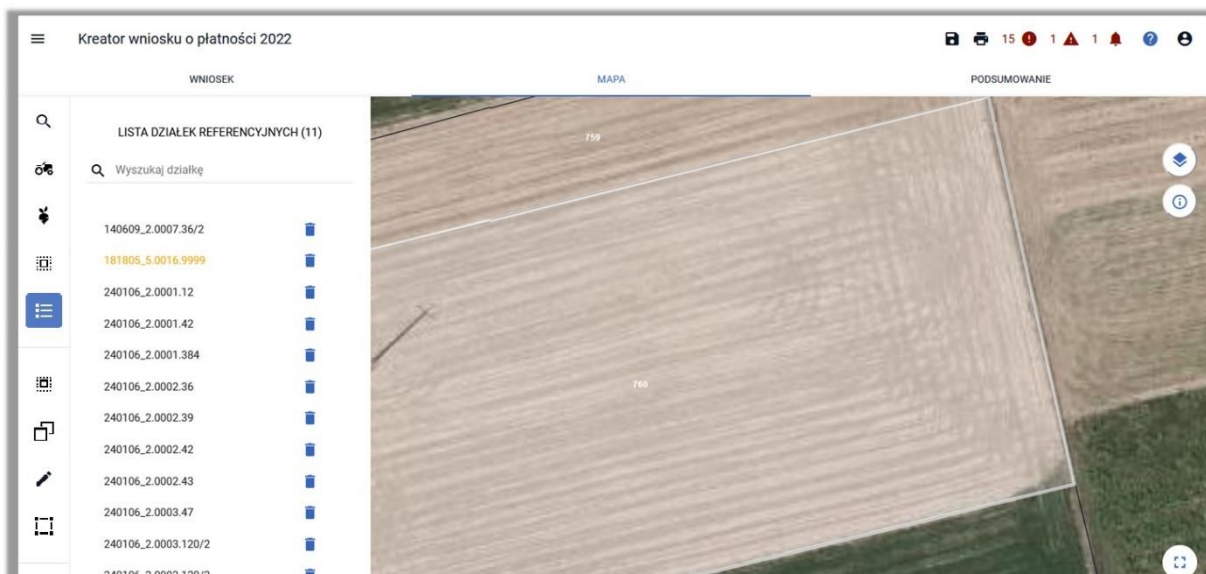 Kreator wniosku o płatności 2022
15 1 1
WNIOSEK
MAPA
PODSUMOWANIE
LISTA DZIAŁEK REFERENCYJNYCH (11)
Wyszukaj działkę
140609_2.0007.36/2
181805_5.0016.9999
240106_2.0001.12
240106_2.0001.42
240106_2.0001.384
240106_2.0002.36
240106_2.0002.39
240106_2.0002.42
240106_2.0002.43
240106_2.0003.47
240106_2.0003.120/2
759
760